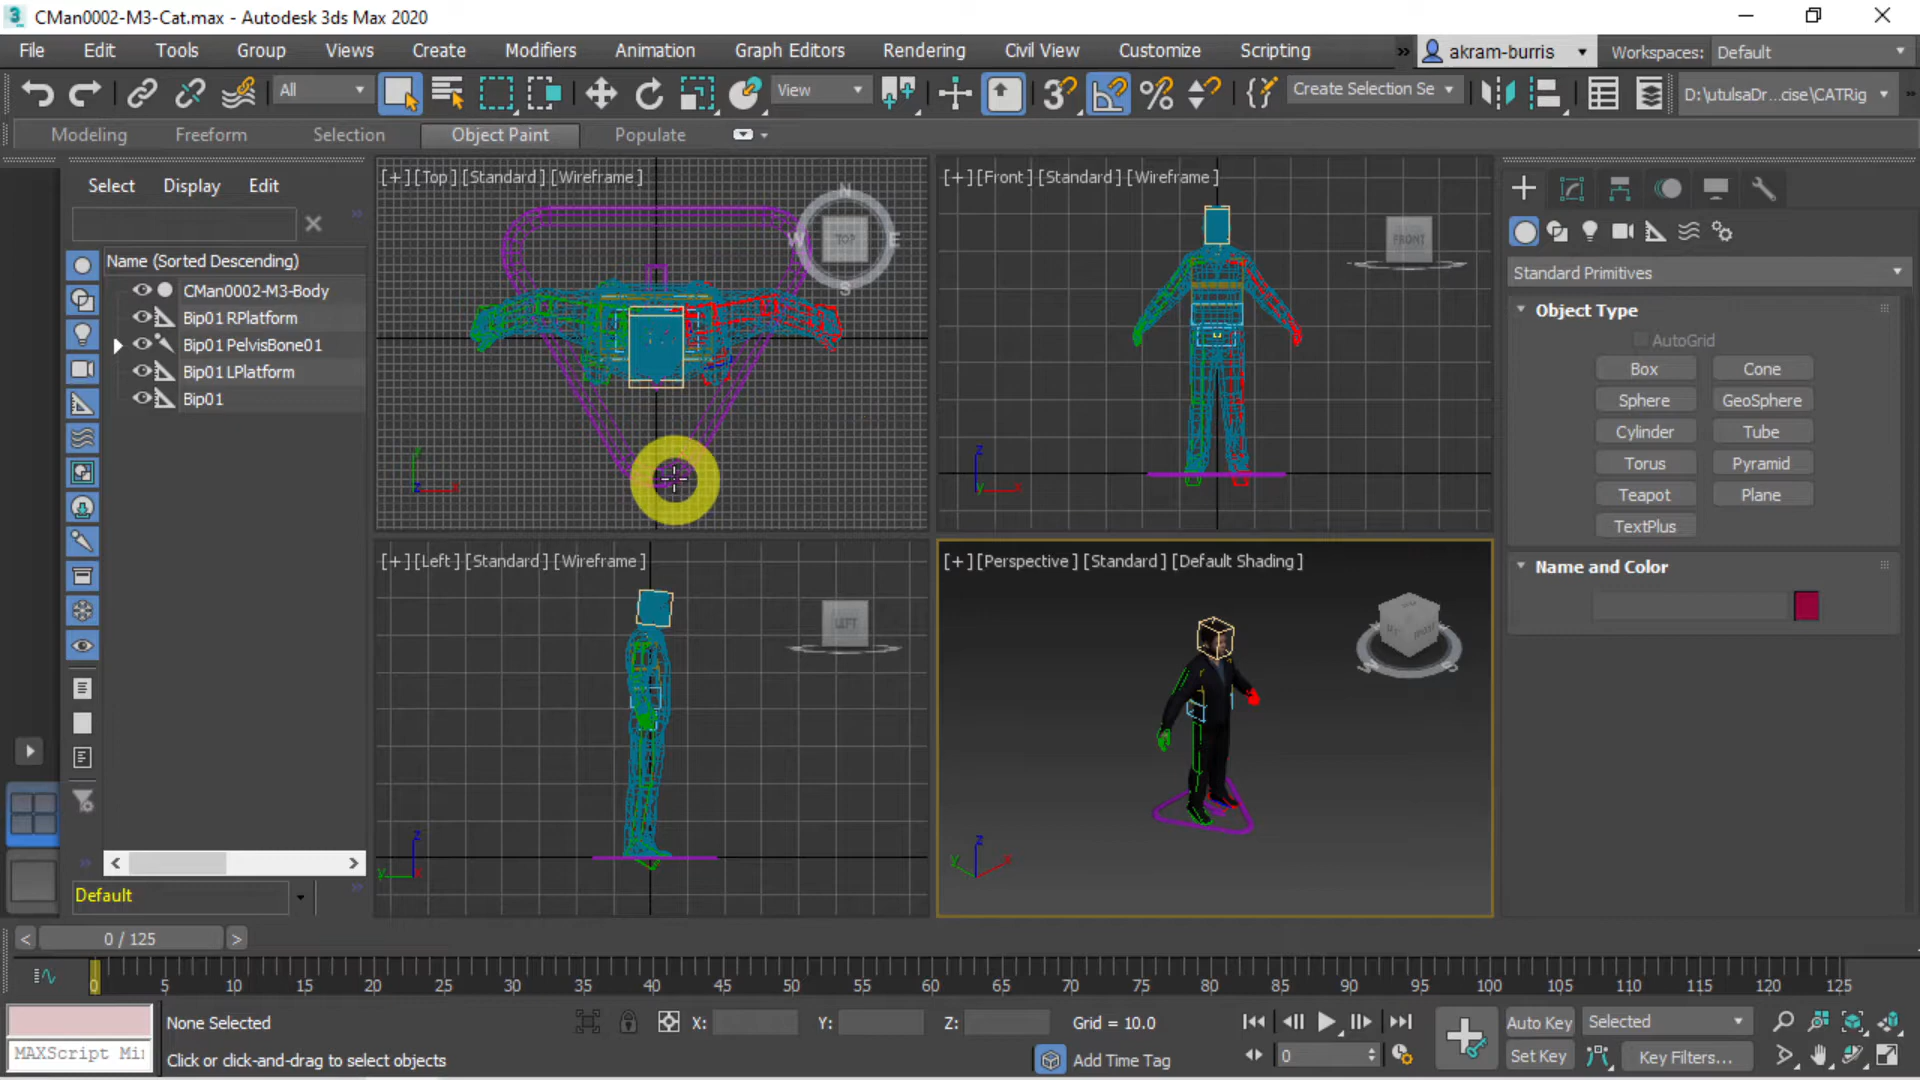 CMan0002-M3-Cat.max - Autodesk 3ds Max 2020
File Edit Tools Group Views Create Modifiers Animation Graph Editors Rendering Civil View Customize Scripting » akram-burris Workspaces: Default
All View Create Selection Se D:\utulsaDr...cise\CATRig
Modeling Freeform Selection Object Paint Populate
Select Display Edit
Name (Sorted Descending)
CMan0002-M3-Body
Bip01 RPlatform
Bip01 PelvisBone01
Bip01 LPlatform
Bip01
Default
[+] [Top] [Standard] [Wireframe]
N
W TOP E
S
y
z x
[+] [Front] [Standard] [Wireframe]
FRONT
z
y x
[+] [Left] [Standard] [Wireframe]
LEFT
z
y x
[+] [Perspective] [Standard] [Default Shading]
W S
z
y x
Standard Primitives
Object Type
AutoGrid
Box Cone
Sphere GeoSphere
Cylinder Tube
Torus Pyramid
Teapot Plane
TextPlus
Name and Color
< 0 / 125 >
0 5 10 15 20 25 30 35 40 45 50 55 60 65 70 75 80 85 90 95 100 105 110 115 120 125
None Selected X: Y: Z: Grid = 10.0 Auto Key Selected
MAXScript Mi Click or click-and-drag to select objects Add Time Tag 0 Set Key Key Filters...